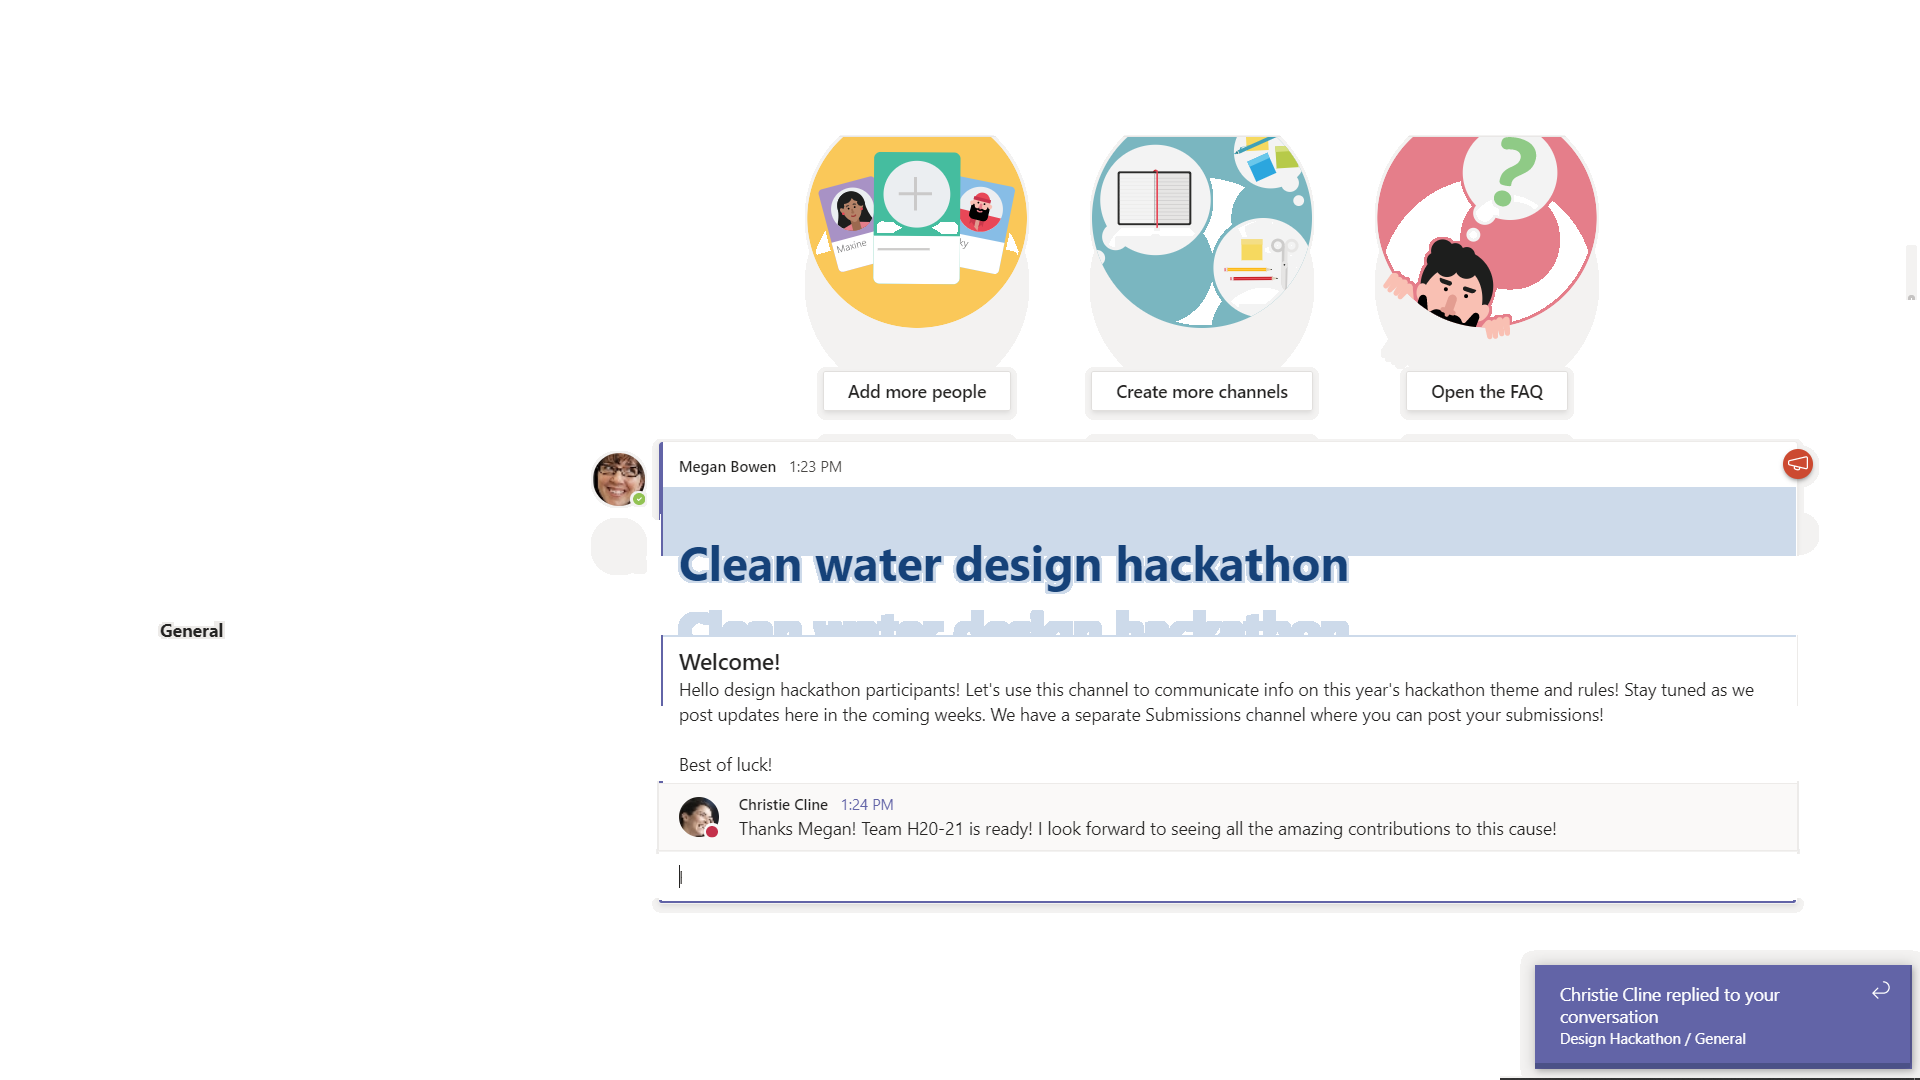 Maxine
ky
Add more people
Create more channels
Open the FAQ
Megan Bowen 1:23 PM
Clean water design hackathon
General
Welcome!
Hello design hackathon participants! Let's use this channel to communicate info on this year's hackathon theme and rules! Stay tuned as we
post updates here in the coming weeks. We have a separate Submissions channel where you can post your submissions!
Best of luck!
Christie Cline 1:24 PM
Thanks Megan! Team H20-21 is ready! I look forward to seeing all the amazing contributions to this cause!
Christie Cline replied to your
conversation
Design Hackathon / General